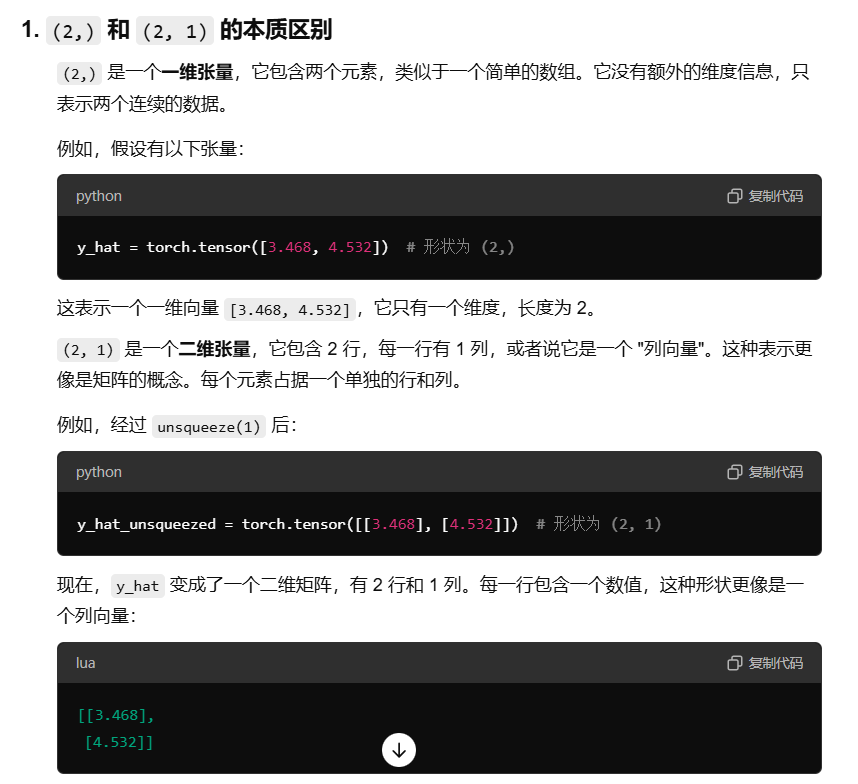 1. (2,) 和 (2, 1) 的本质区别
(2,) 是一个一维张量，它包含两个元素，类似于一个简单的数组。它没有额外的维度信息，只
表示两个连续的数据。
例如，假设有以下张量：
python 复制代码
y_hat = torch.tensor([3.468, 4.532])  # 形状为 (2,)
这表示一个一维向量 [3.468, 4.532]，它只有一个维度，长度为 2。
(2, 1) 是一个二维张量，它包含 2 行，每一行有 1 列，或者说它是一个 "列向量"。这种表示更
像是矩阵的概念。每个元素占据一个单独的行和列。
例如，经过 unsqueeze(1) 后：
python 复制代码
y_hat_unsqueezed = torch.tensor([[3.468], [4.532]])  # 形状为 (2, 1)
现在，y_hat 变成了一个二维矩阵，有 2 行和 1 列。每一行包含一个数值，这种形状更像是一
个列向量：
lua 复制代码
[[3.468],
 [4.532]]